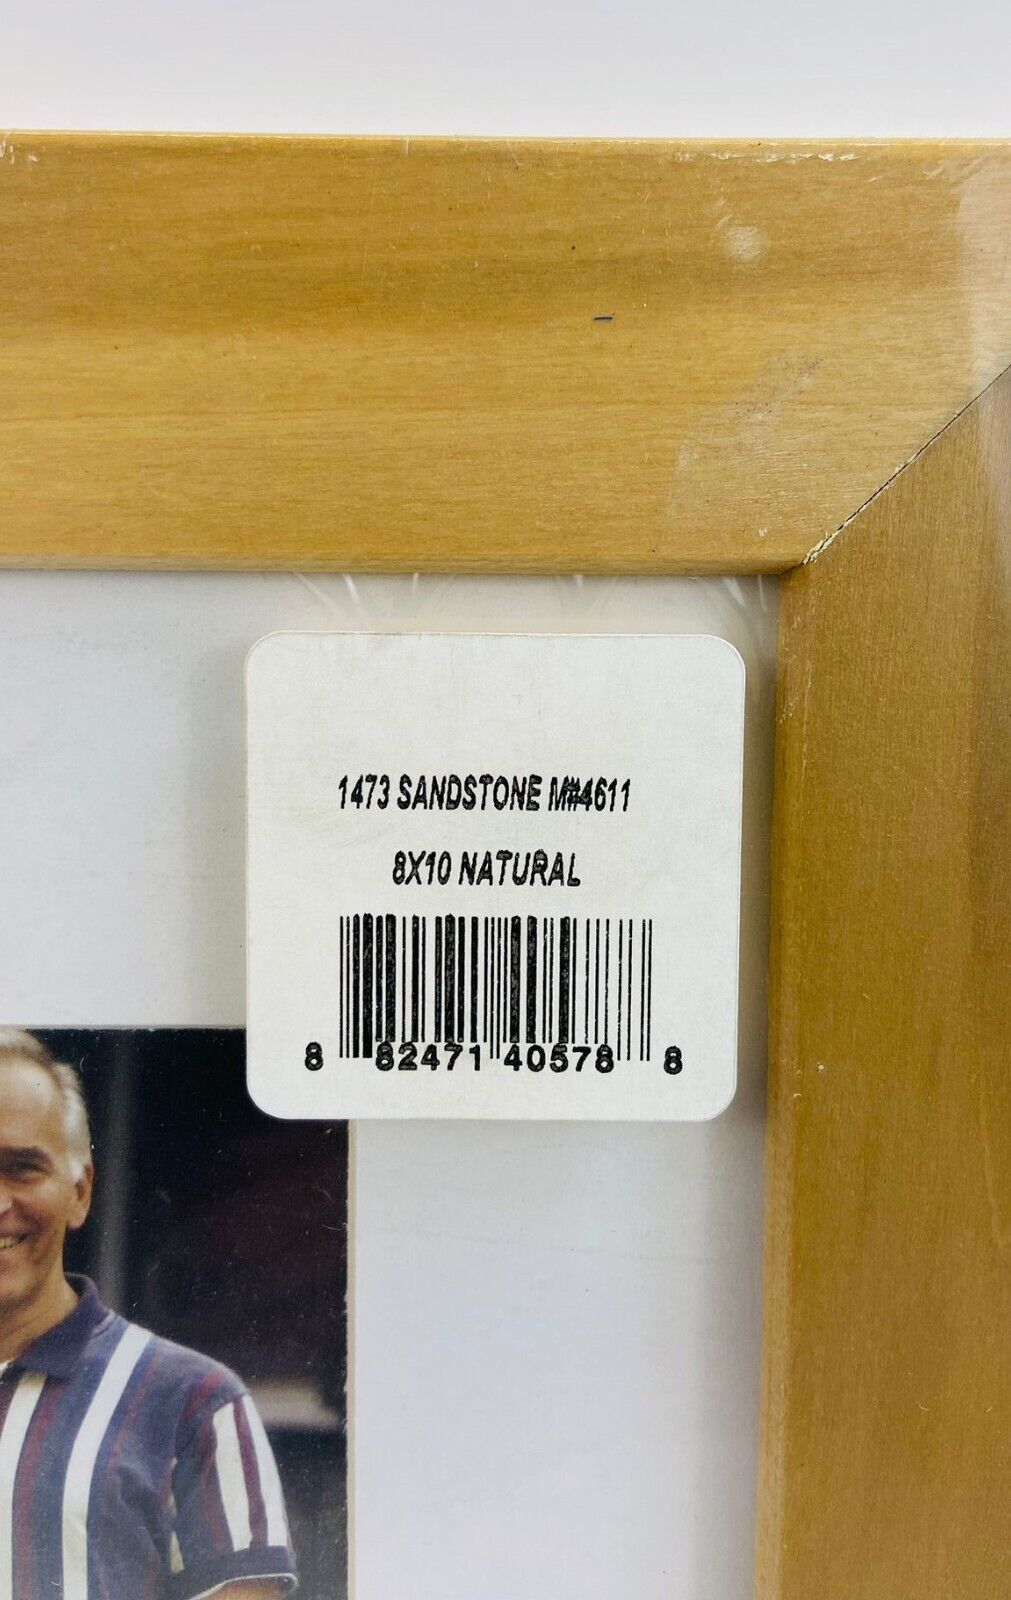 1473 SANDSTONE M#4611
8X10 NATURAL
8 82471 40578 8